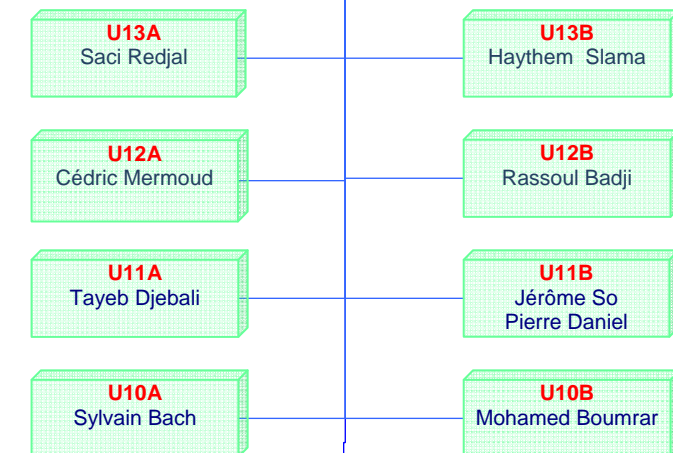 U13A
Saci Redjal
U13B
Haythem Slama
U12A
Cédric Mermoud
U12B
Rassoul Badji
U11A
Tayeb Djebali
U11B
Jérôme So
Pierre Daniel
U10A
Sylvain Bach
U10B
Mohamed Boumrar